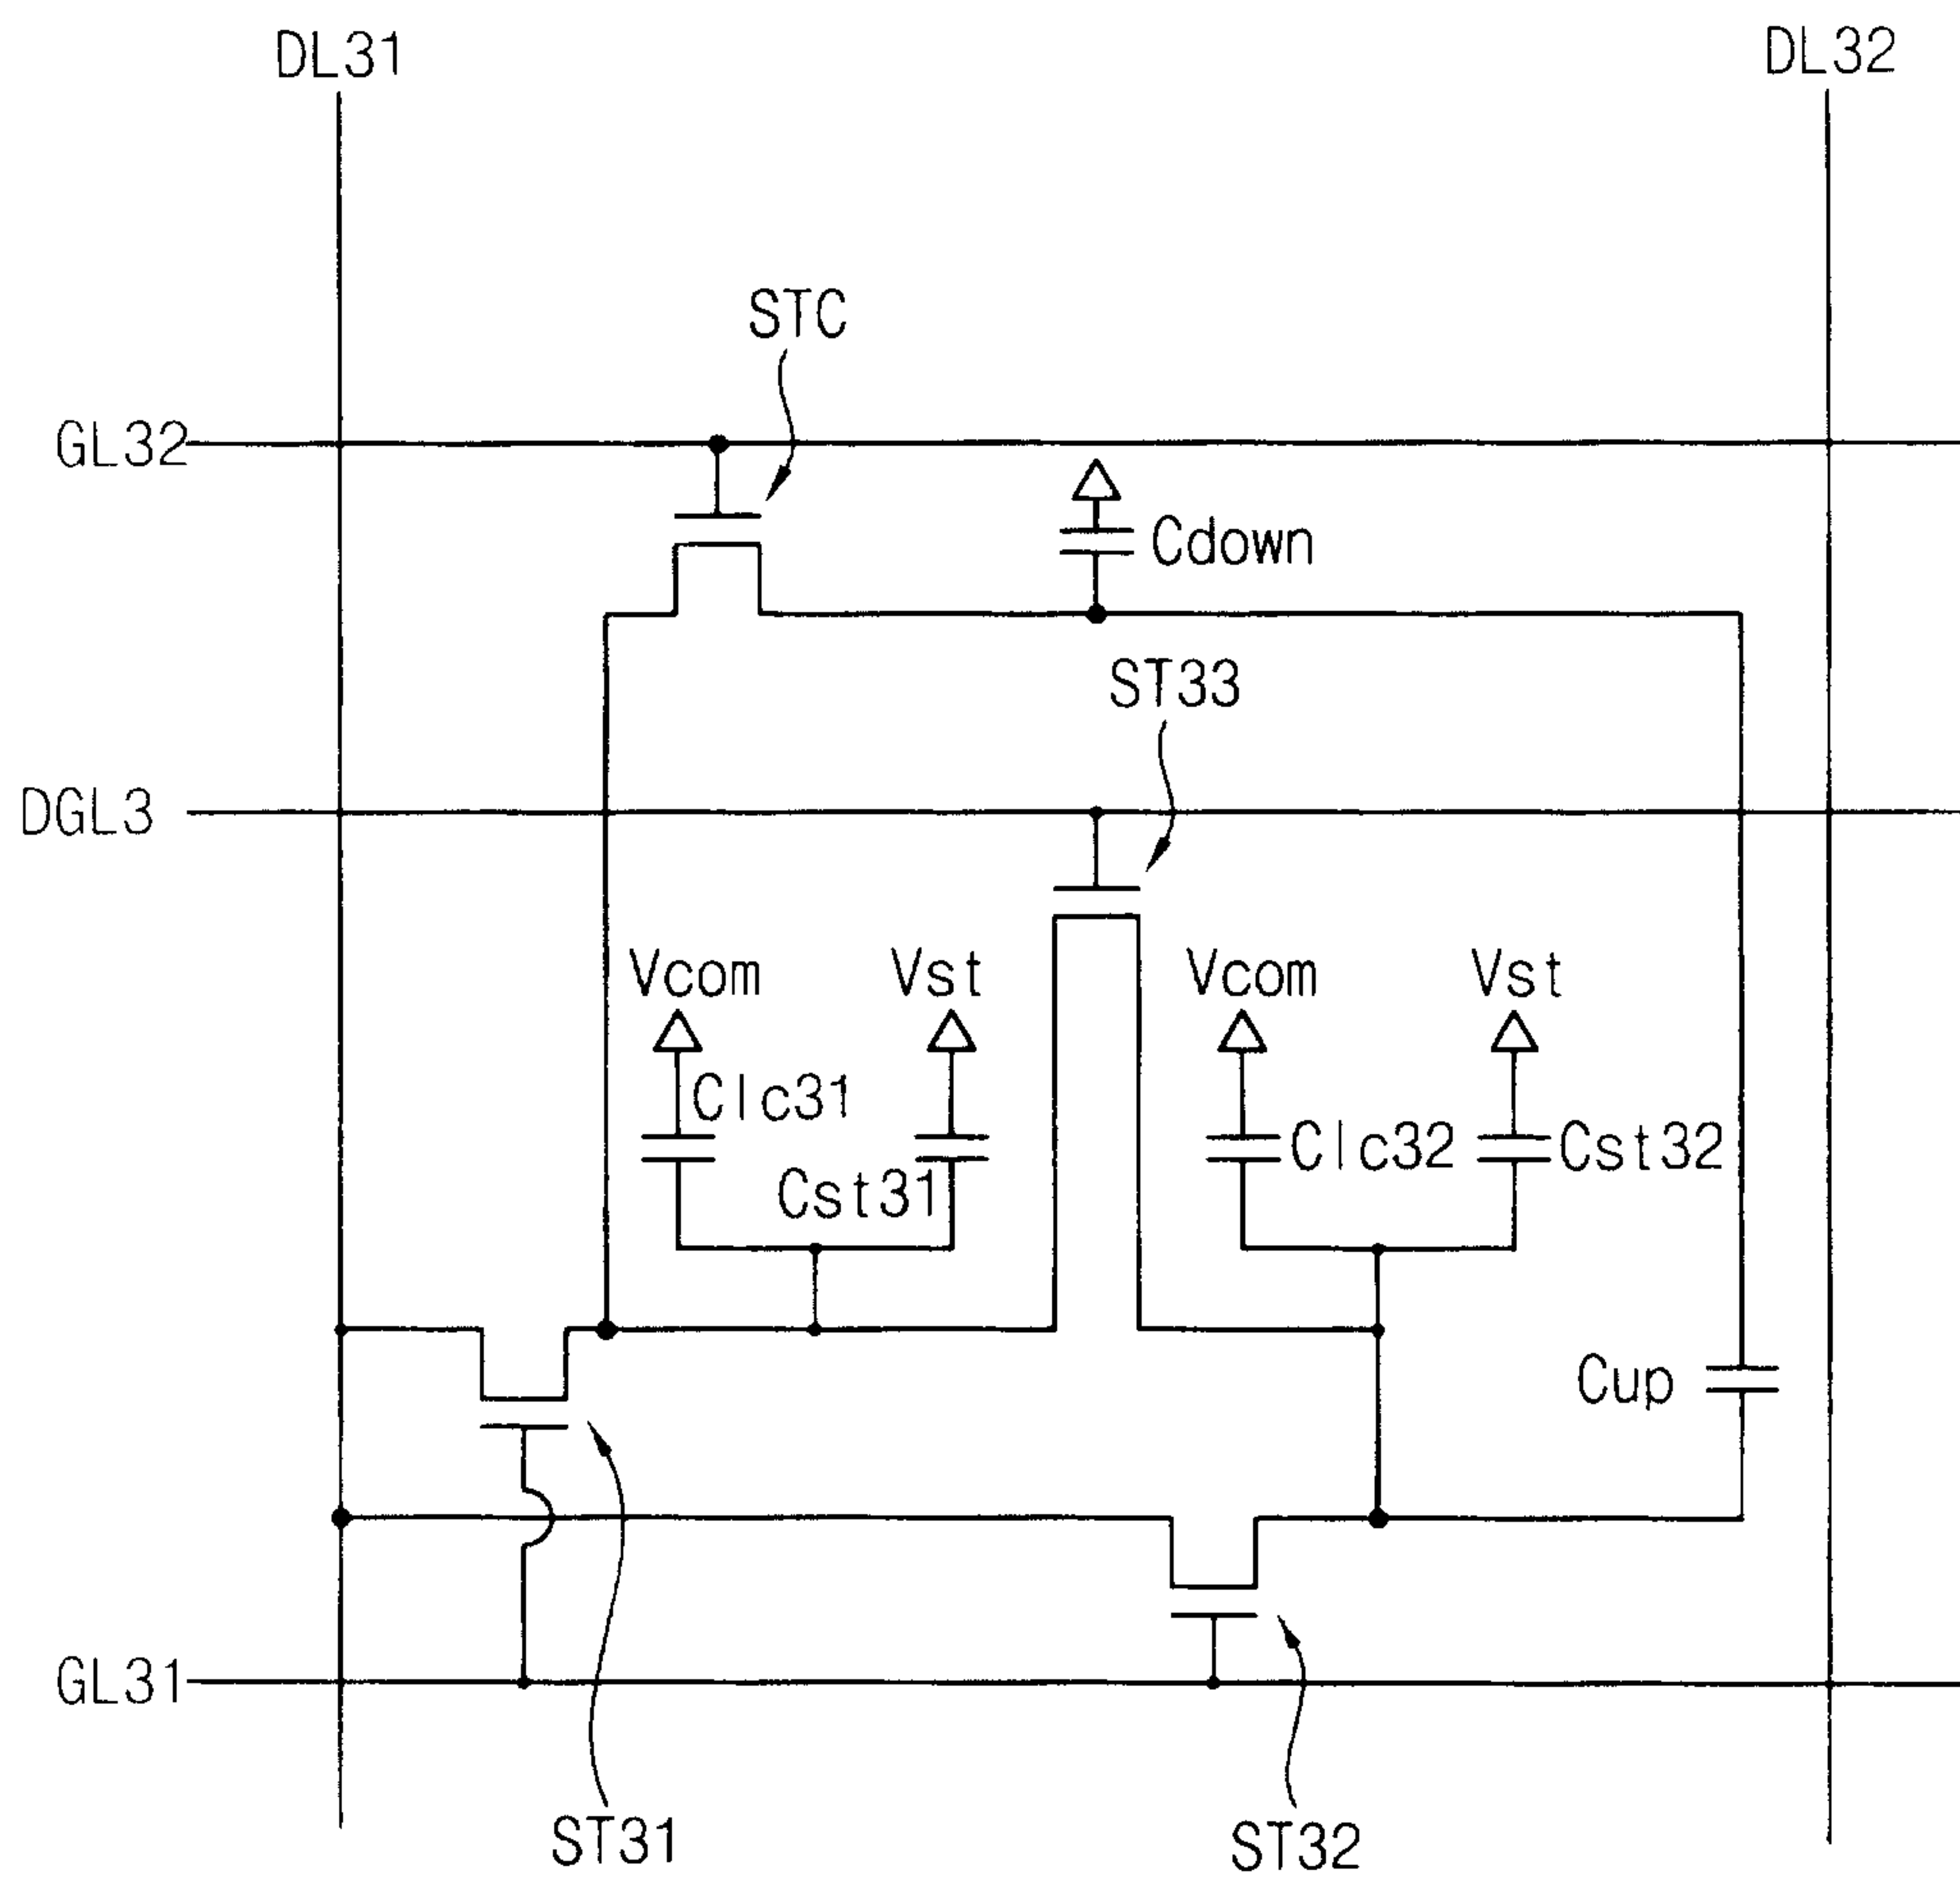 DL31
DL32
STC
GL32
Cdown
ST33
DGL3
Vcom
Vst
Vcom
Vst
Clc31
Clc32
Cst32
Cst31
Cup
GL31
ST31
ST32